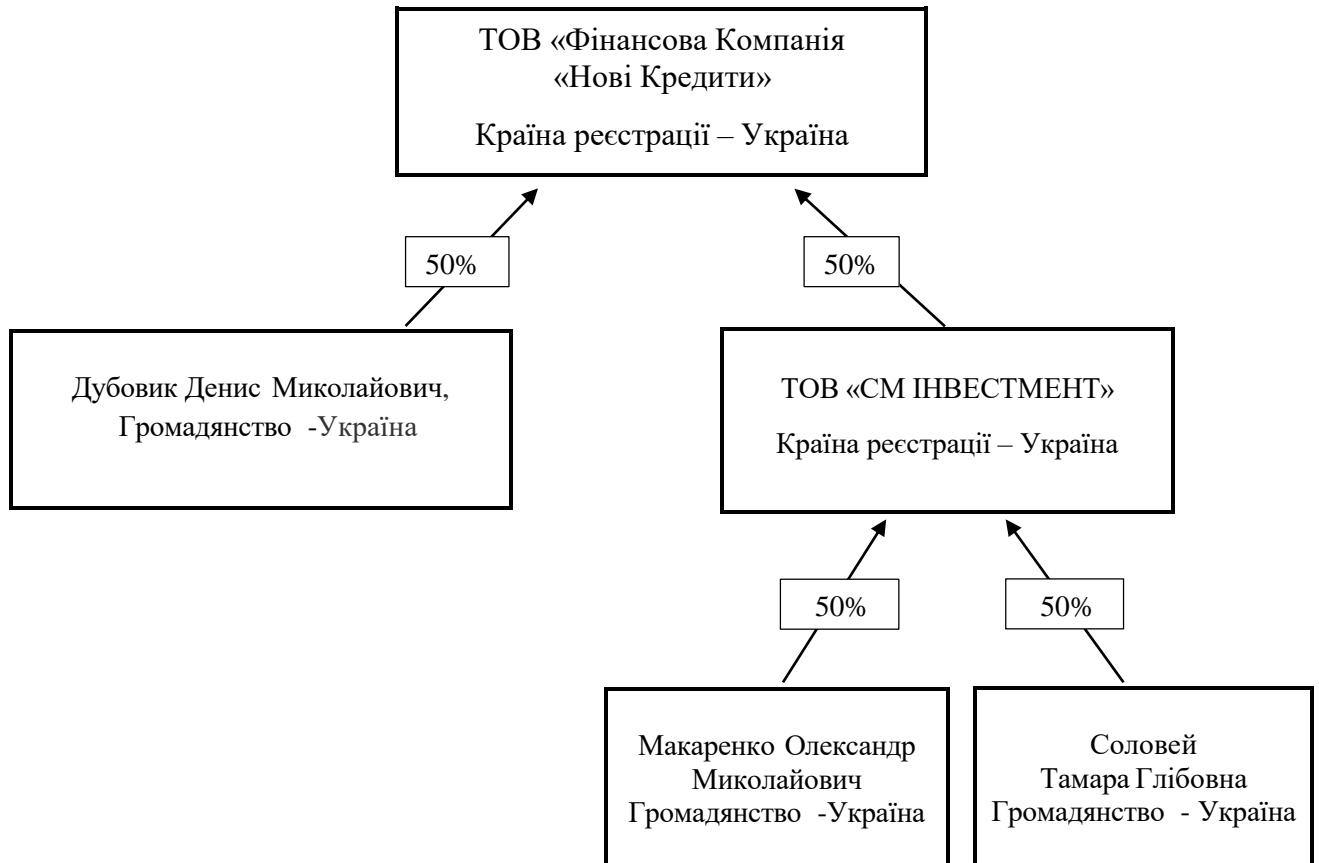 ТОВ «Фінансова Компанія
«Нові Кредити»
Країна реєстрації – Україна
50%
50%
Дубовик Денис Миколайович,
Громадянство -Україна
ТОВ «СМ ІНВЕСТМЕНТ»
Країна реєстрації – Україна
50%
50%
Макаренко Олександр
Миколайович
Громадянство -Україна
Соловей
Тамара Глібовна
Громадянство - Україна